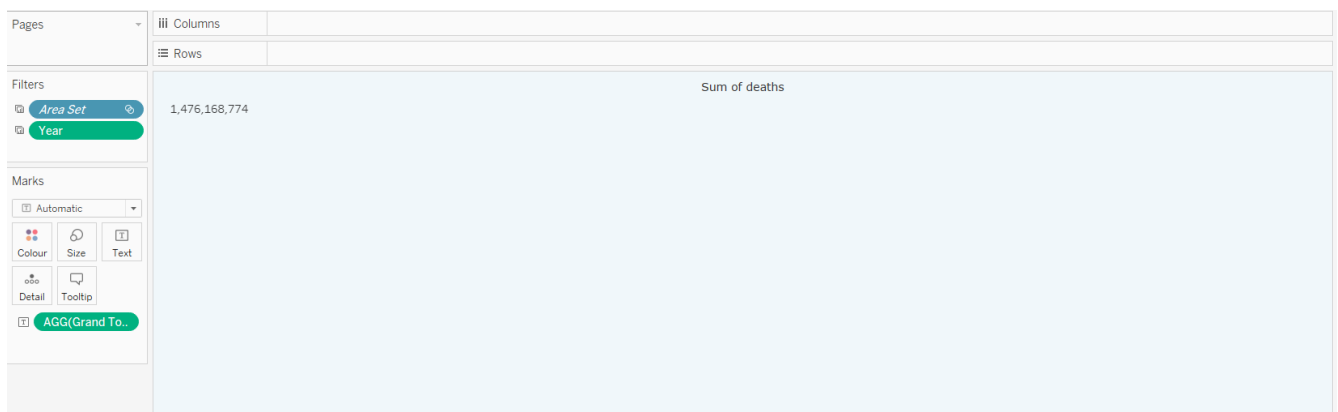 Pages
iii Columns
Rows
Filters
Area Set
Year
Sum of deaths
1,476,168,774
Marks
T Automatic
Colour Size T Text
Detail Tooltip
T AGG(Grand To..